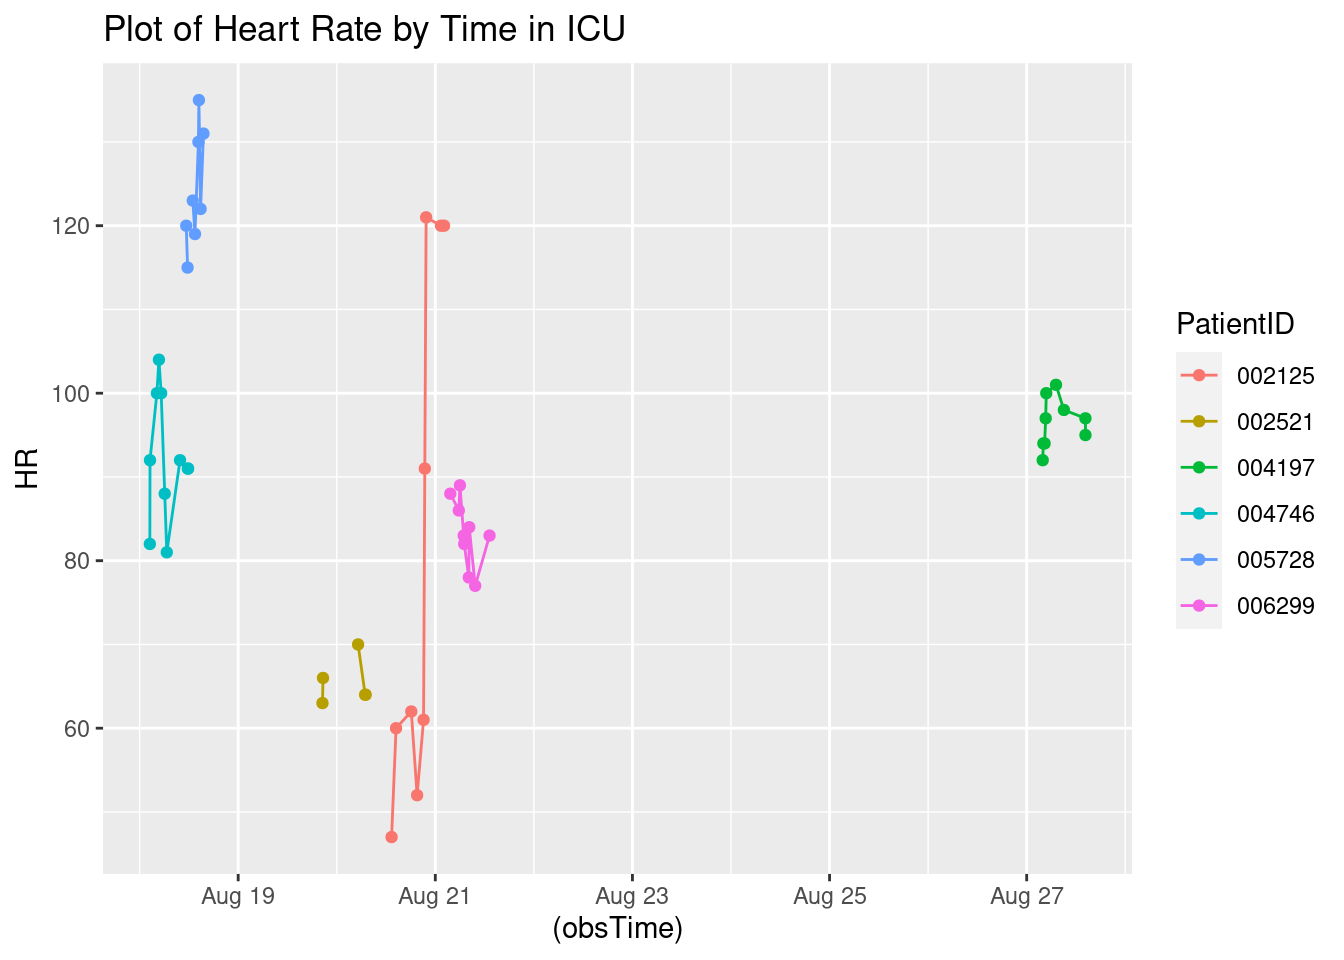 Plot of Heart Rate by Time in ICU
HR
120
100
80
60
Aug 19
Aug 21
Aug 23
Aug 25
Aug 27
(obsTime)
PatientID
002125
002521
004197
004746
005728
006299